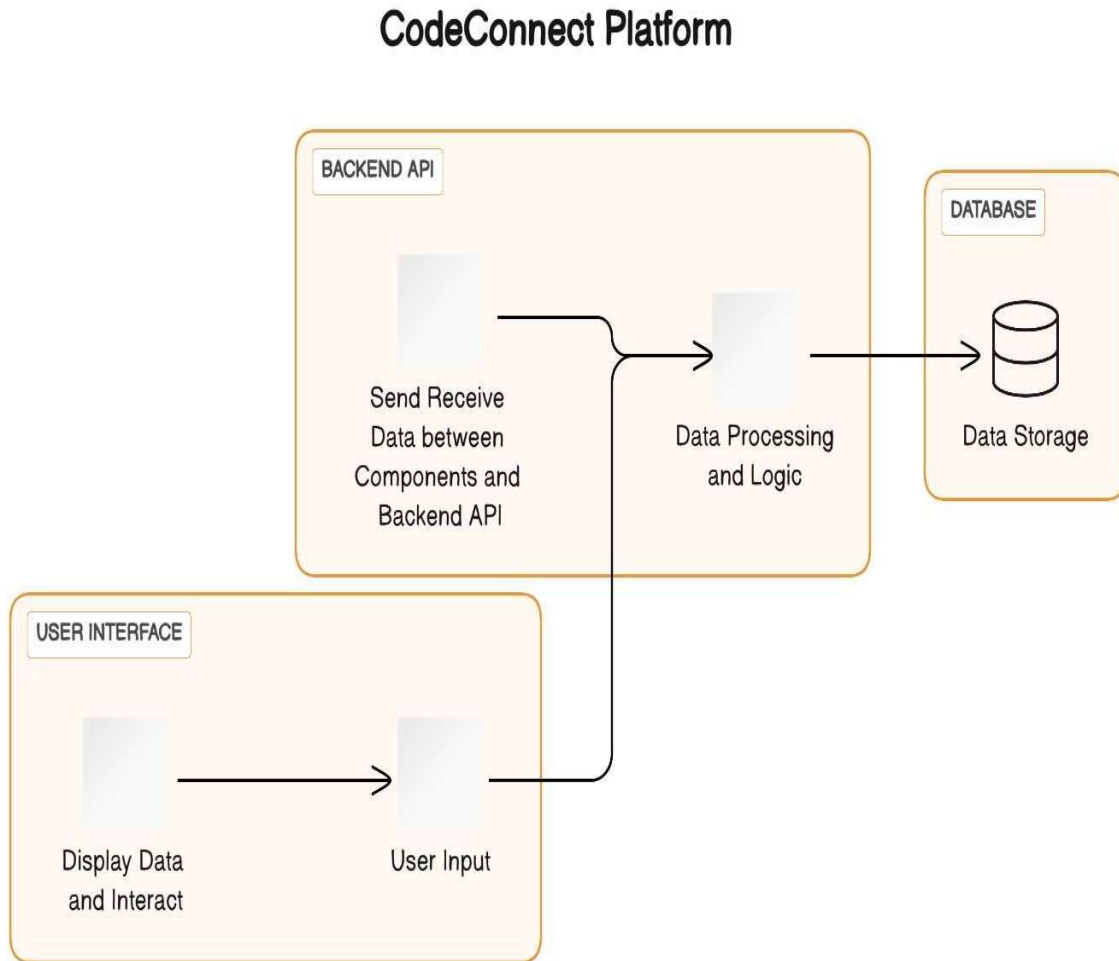 CodeConnect Platform
BACKEND API
DATABASE
Send Receive
Data between
Components and
Backend API
Data Processing
and Logic
Data Storage
USER INTERFACE
Display Data
and Interact
User Input